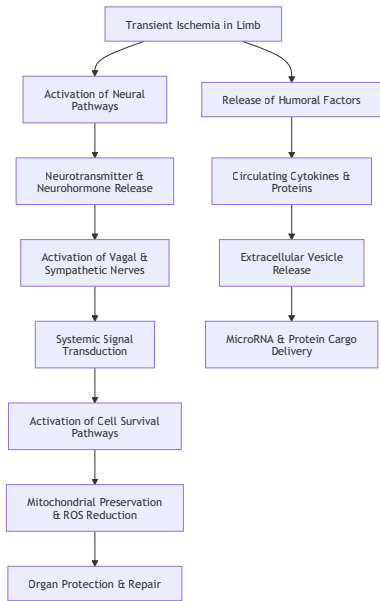 Transient Ischemia in Limb
Activation of Neural
Pathways
Release of Humoral Factors
Neurotransmitter &
Neurohormone Release
Circulating Cytokines &
Proteins
Activation of Vagal &
Sympathetic Nerves
Extracellular Vesicle
Release
Systemic Signal
Transduction
MicroRNA & Protein Cargo
Delivery
Activation of Cell Survival
Pathways
Mitochondrial Preservation
& ROS Reduction
Organ Protection & Repair